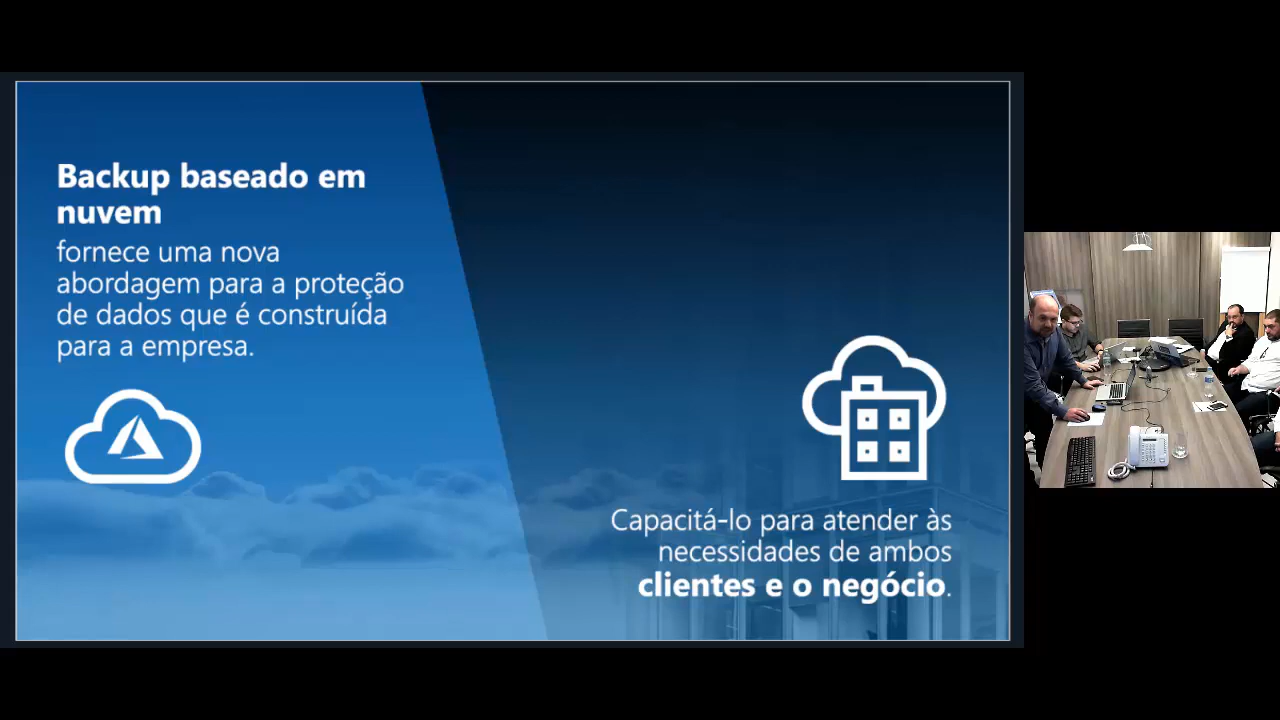 Backup baseado em
nuvem
fornece uma nova
abordagem para a proteção
de dados que é construída
para a empresa.
Capacitá-lo para atender às
necessidades de ambos
clientes e o negócio.